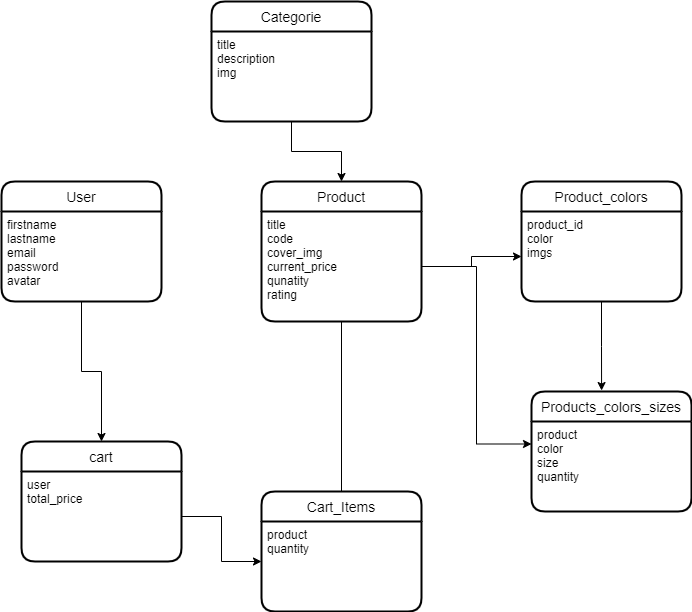 Categorie
title
description
img
User
firstname
lastname
email
password
avatar
Product
title
code
cover_img
current_price
qunatity
rating
Product_colors
product_id
color
imgs
Products_colors_sizes
product
color
size
quantity
cart
user
total_price
Cart_Items
product
quantity